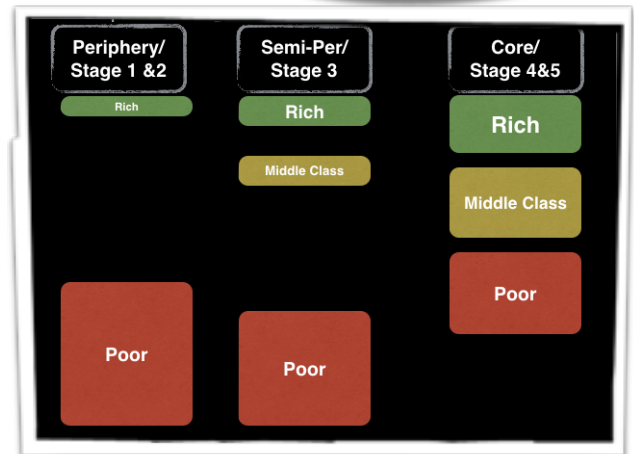 Periphery/
Stage 1 &2
Semi-Per/
Stage 3
Core/
Stage 4&5
Rich
Rich
Rich
Middle Class
Middle Class
Poor
Poor
Poor